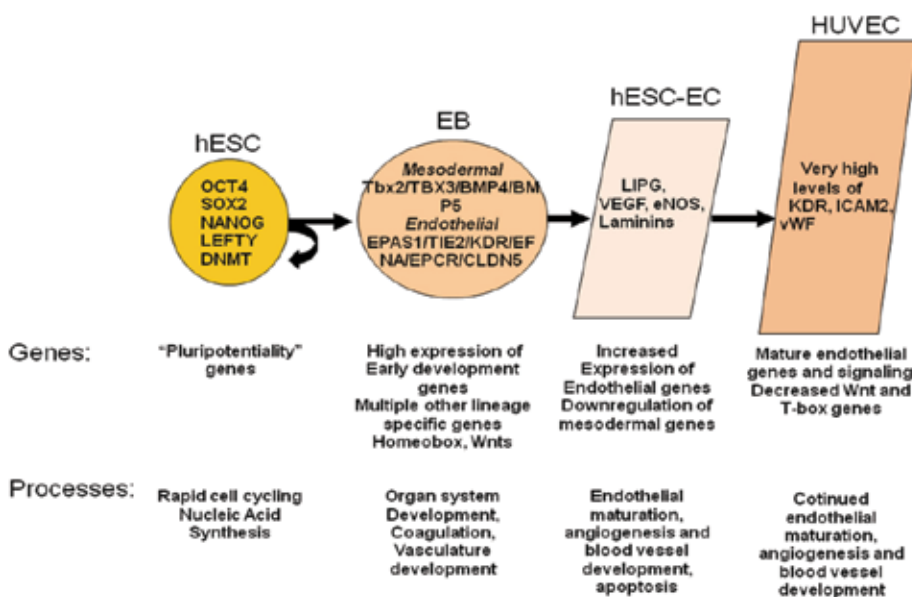 HUVEC
hESC-EC
EB
hESC
OCT4
SOX2
NANOG
LEFTY
DNMT
Mesodermal
Tbx2/TBX3/BMP4/BM
P5
Endothelial
EPAS1/TIE2/KDR/EF
NA/EPCR/CLDN5
LIPG,
VEGF, eNOS,
Laminins
Very high
levels of
KDR, ICAM2,
vWF
Genes:
"Pluripotentiality"
genes
High expression of
Early development
genes
Multiple other lineage
specific genes
Homeobox, Wnts
Increased
Expression of
Endothelial genes
Downregulation of
mesodermal genes
Mature endothelial
genes and signaling
Decreased Wnt and
T-box genes
Processes:
Rapid cell cycling
Nucleic Acid
Synthesis
Organ system
Development,
Coagulation,
Vasculature
development
Endothelial
maturation,
angiogenesis and
blood vessel
development,
apoptosis
Cotinued
endothelial
maturation,
angiogenesis and
blood vessel
development